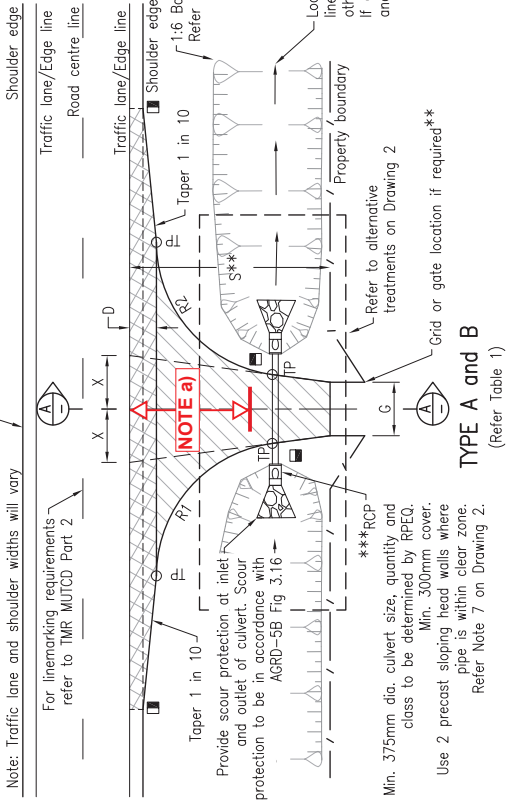 Note: Traffic lane and shoulder widths will vary
Shoulder edge
Traffic lane/Edge line
Road centre line
For linemarking requirements
refer to TMR MUTCD Part 2
Traffic lane/Edge line
Shoulder edge
A
X
X
D
1:6 Ba
Refer
Taper 1 in 10
Taper 1 in 10
TP
TP
R1
R2
NOTE a)
S**
Loc
line
oth
If
and
Provide scour protection at inlet
and outlet of culvert. Scour
protection to be in accordance with
AGRD-5B Fig 3.16
TP
TP
Property boundary
***RCP
G
Refer to alternative
treatments on Drawing 2
Grid or gate location if required**
Min. 375mm dia. culvert size, quantity and
class to be determined by RPEQ.
Min. 300mm cover.
Use 2 precast sloping head walls where
pipe is within clear zone.
Refer Note 7 on Drawing 2.
A
TYPE A and B
(Refer Table 1)